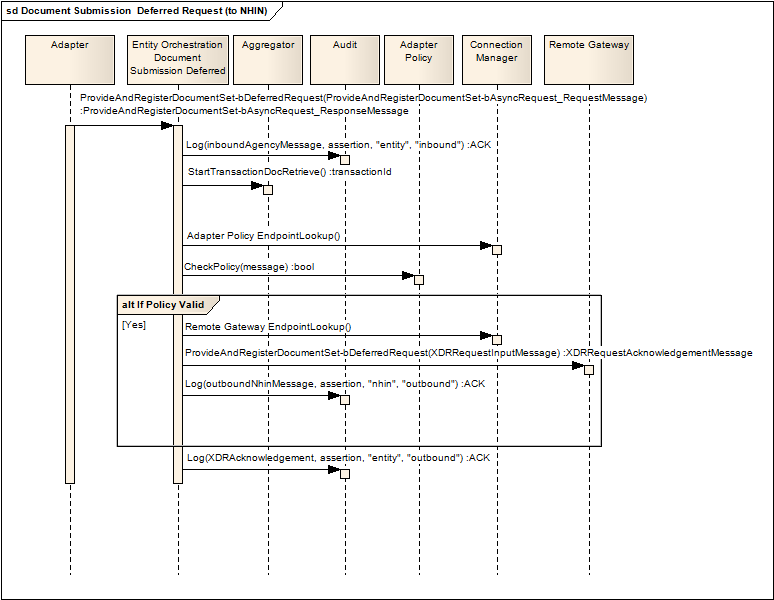 sd Document Submission  Deferred Request (to NHIN)
Adapter
Entity Orchestration
Document
Submission Deferred
Aggregator
Audit
Adapter
Policy
Connection
Manager
Remote Gateway
ProvideAndRegisterDocumentSet-bDeferredRequest(ProvideAndRegisterDocumentSet-bAsyncRequest_RequestMessage)
:ProvideAndRegisterDocumentSet-bAsyncRequest_ResponseMessage
Log(inboundAgencyMessage, assertion, "entity", "inbound") :ACK
StartTransactionDocRetrieve() :transactionId
Adapter Policy EndpointLookup()
CheckPolicy(message) :bool
alt If Policy Valid
[Yes]
Remote Gateway EndpointLookup()
ProvideAndRegisterDocumentSet-bDeferredRequest(XDRRequestInputMessage) :XDRRequestAcknowledgementMessage
Log(outboundNhinMessage, assertion, "nhin", "outbound") :ACK
Log(XDRAcknowledgement, assertion, "entity", "outbound") :ACK